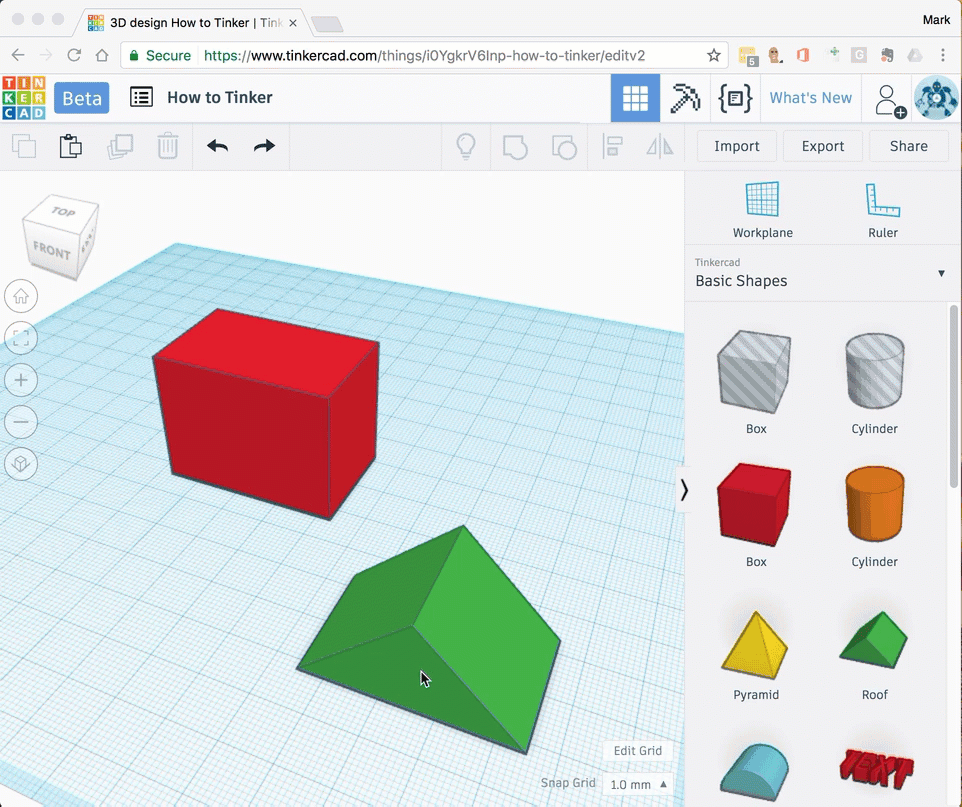 3D design How to Tinker | Tink
Mark
Secure
https://www.tinkercad.com/things/i0YgkrV6Inp-how-to-tinker/editv2
5
G
TIN
KER
CAD
Beta
How to Tinker
What's New
Import
Export
Share
TOP
FRONT
Workplane
Ruler
Tinkercad
Basic Shapes
Box
Cylinder
Box
Cylinder
Pyramid
Roof
TEXT
Edit Grid
Snap Grid
1.0 mm